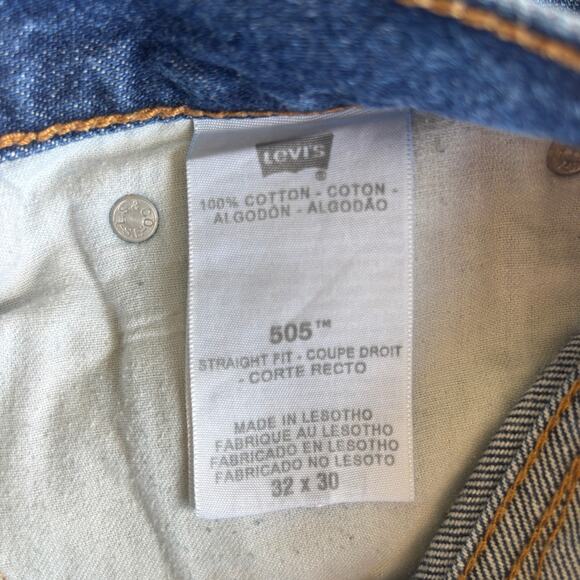 Levi's
®
100% COTTON - COTON -
ALGODÓN - ALGODÃO
505™
STRAIGHT FIT - COUPE DROIT
- CORTE RECTO
MADE IN LESOTHO
FABRIQUE AU LESOTHO
FABRICADO EN LESOTHO
FABRICADO NO LESOTO
32 x 30